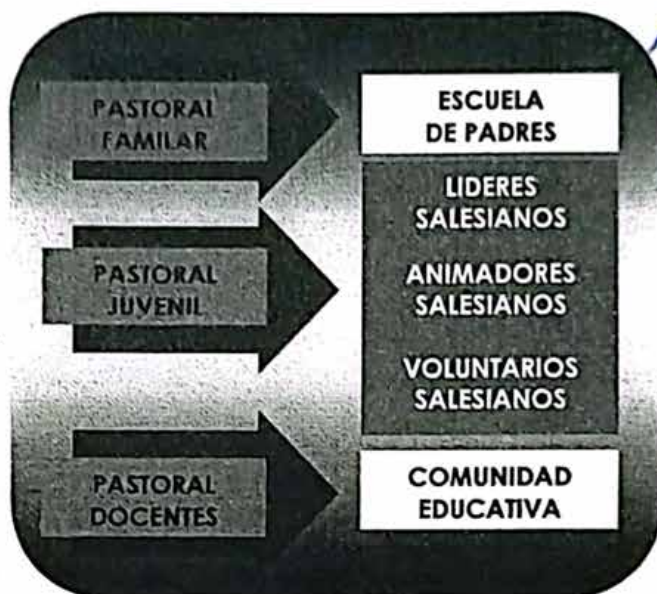 PASTORAL
FAMILAR
ESCUELA
DE PADRES
PASTORAL
JUVENIL
LIDERES
SALESIANOS
ANIMADORES
SALESIANOS
VOLUNTARIOS
SALESIANOS
PASTORAL
DOCENTES
COMUNIDAD
EDUCATIVA